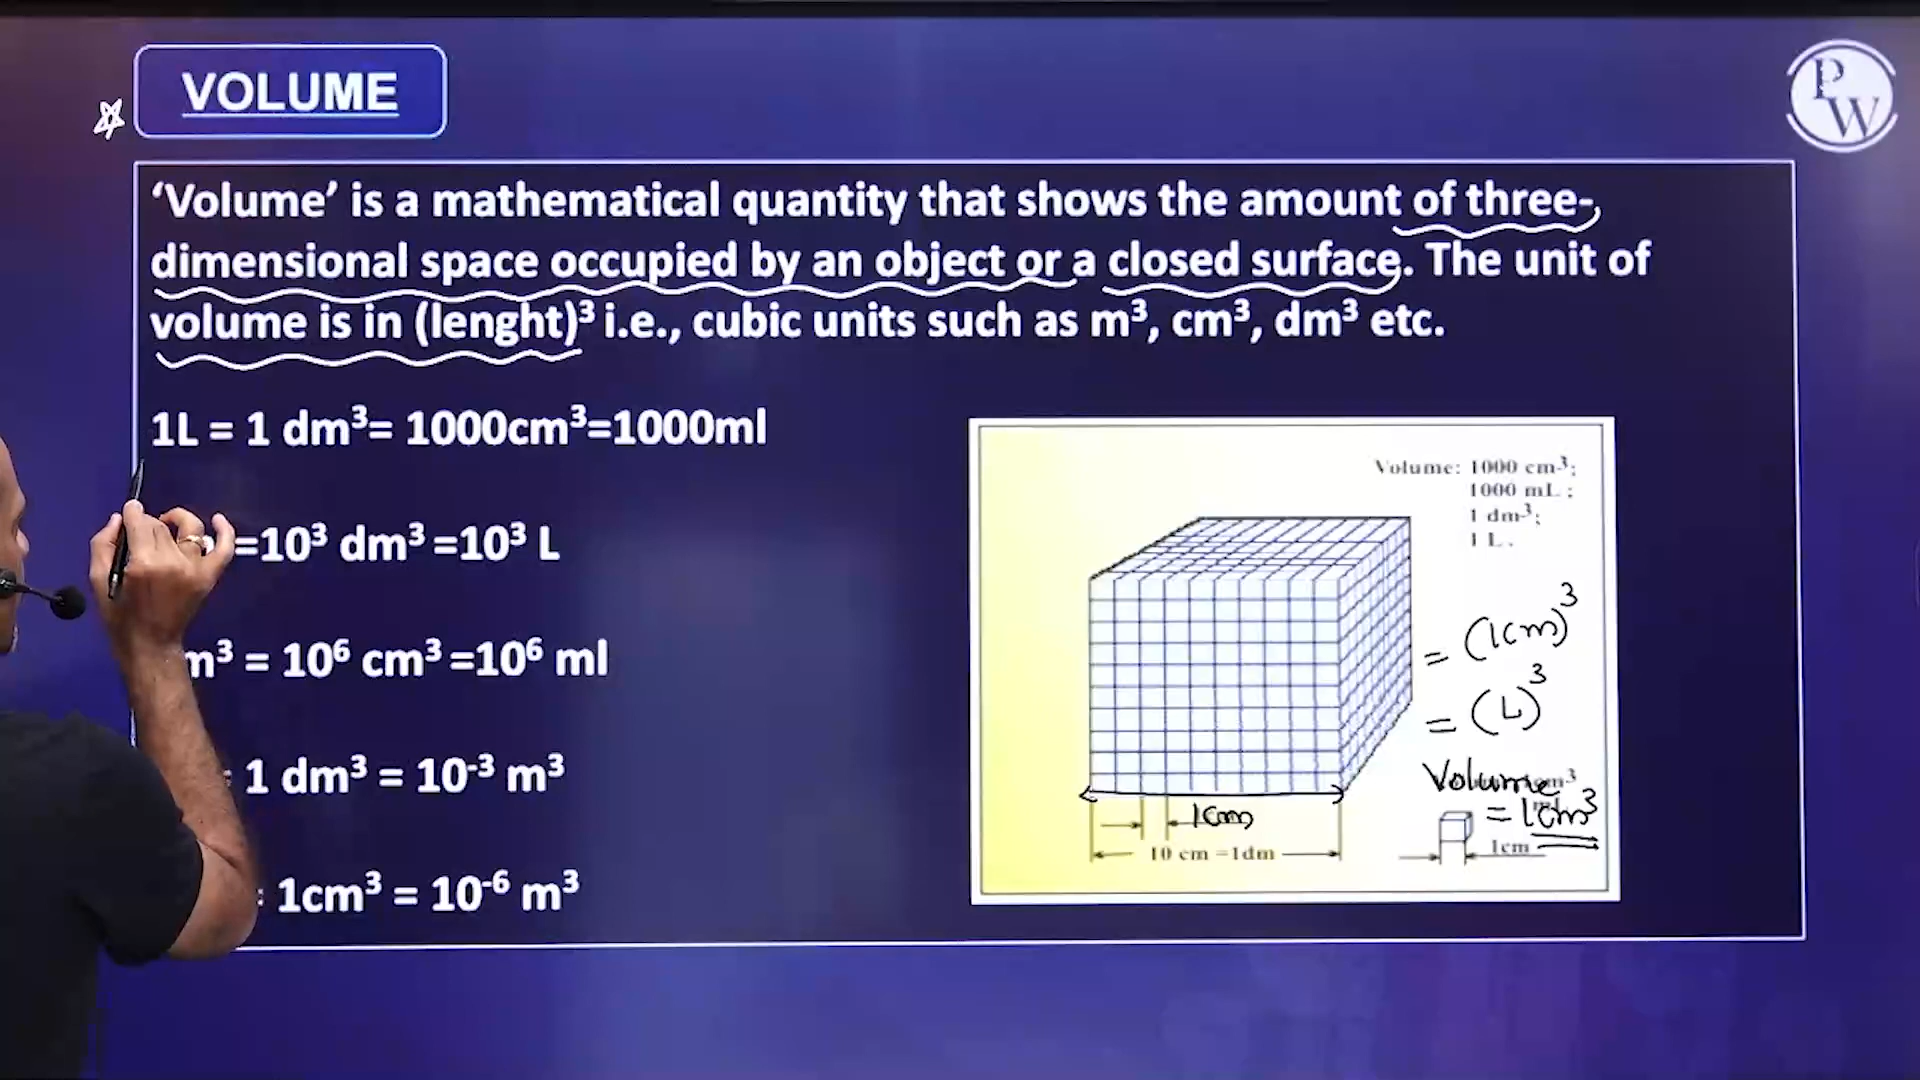 VOLUME
PW
‘Volume’ is a mathematical quantity that shows the amount of three-
dimensional space occupied by an object or a closed surface. The unit of
volume is in (lenght)³ i.e., cubic units such as m³, cm³, dm³ etc.
1L = 1 dm³= 1000cm³=1000ml
=10³ dm³ =10³ L
m³ = 10⁶ cm³ =10⁶ ml
= 1 dm³ = 10⁻³ m³
= 1cm³ = 10⁻⁶ m³
Volume: 1000 cm³;
1000 mL ;
1 dm³;
1 L.
= (1cm)³
= (L)³
Volume
= 1cm³
1cm
1cm
10 cm =1dm